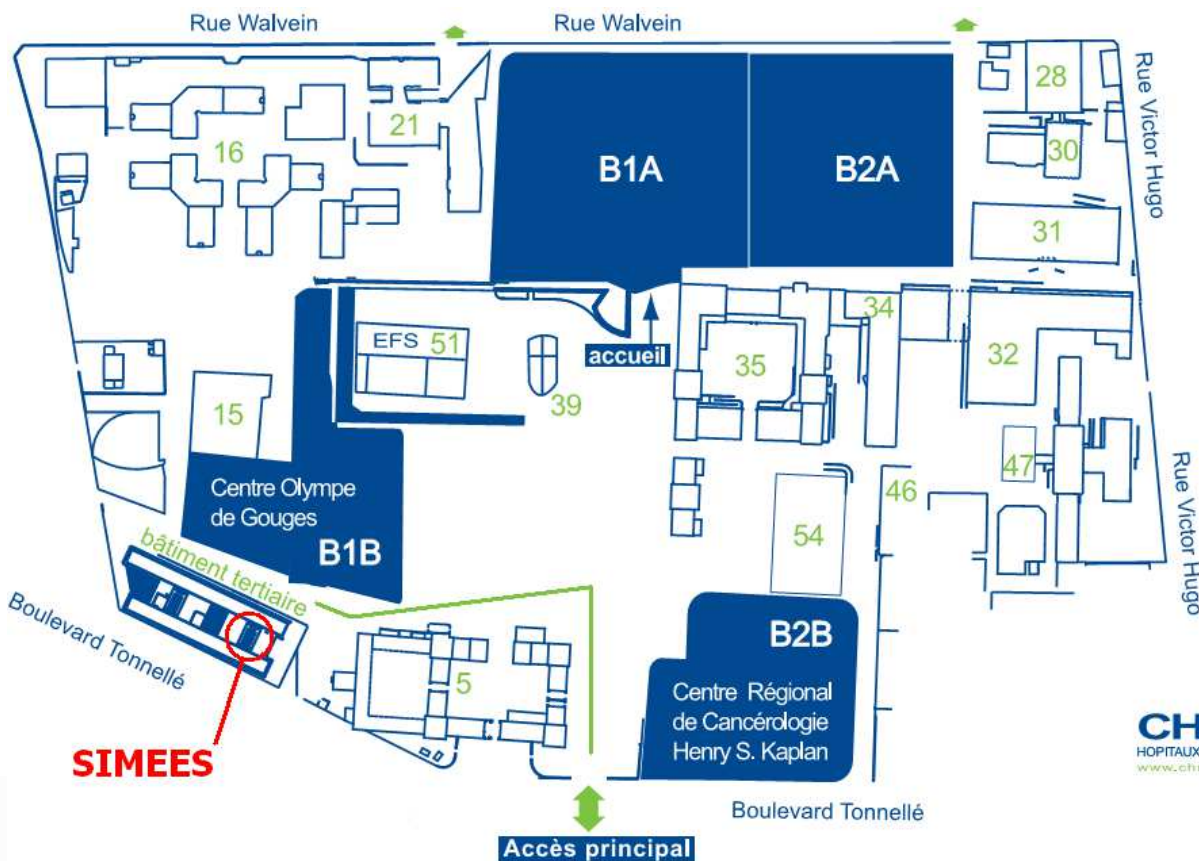 Rue Walvein
Rue Walvein
28
21
B1A
B2A
30
16
Rue Victor Hugo
31
34
EFS 51
accueil
32
35
39
15
47
Rue Victor Hugo
46
Centre Olympe
de Gouges
54
B1B
bâtiment tertiaire
Boulevard Tonnellé
B2B
5
Centre Régional
de Cancérologie
Henry S. Kaplan
SIMEES
CH
HOPITAUX
www.ch
Boulevard Tonnellé
Accès principal